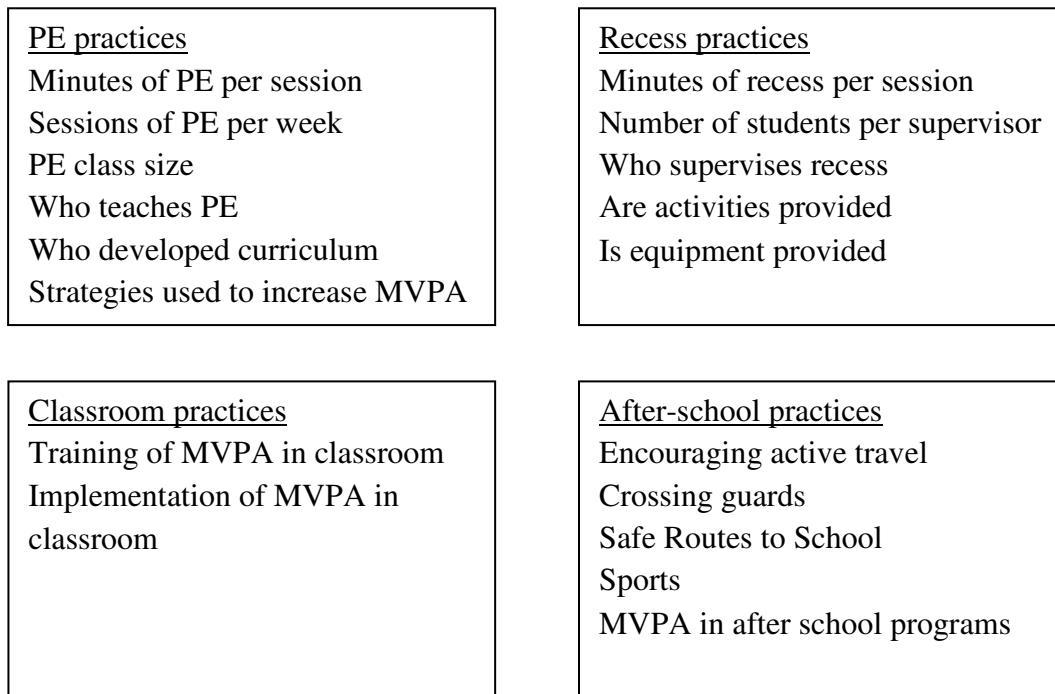 PE practices
Minutes of PE per session
Sessions of PE per week
PE class size
Who teaches PE
Who developed curriculum
Strategies used to increase MVPA
Recess practices
Minutes of recess per session
Number of students per supervisor
Who supervises recess
Are activities provided
Is equipment provided
Classroom practices
Training of MVPA in classroom
Implementation of MVPA in
classroom
After-school practices
Encouraging active travel
Crossing guards
Safe Routes to School
Sports
MVPA in after school programs